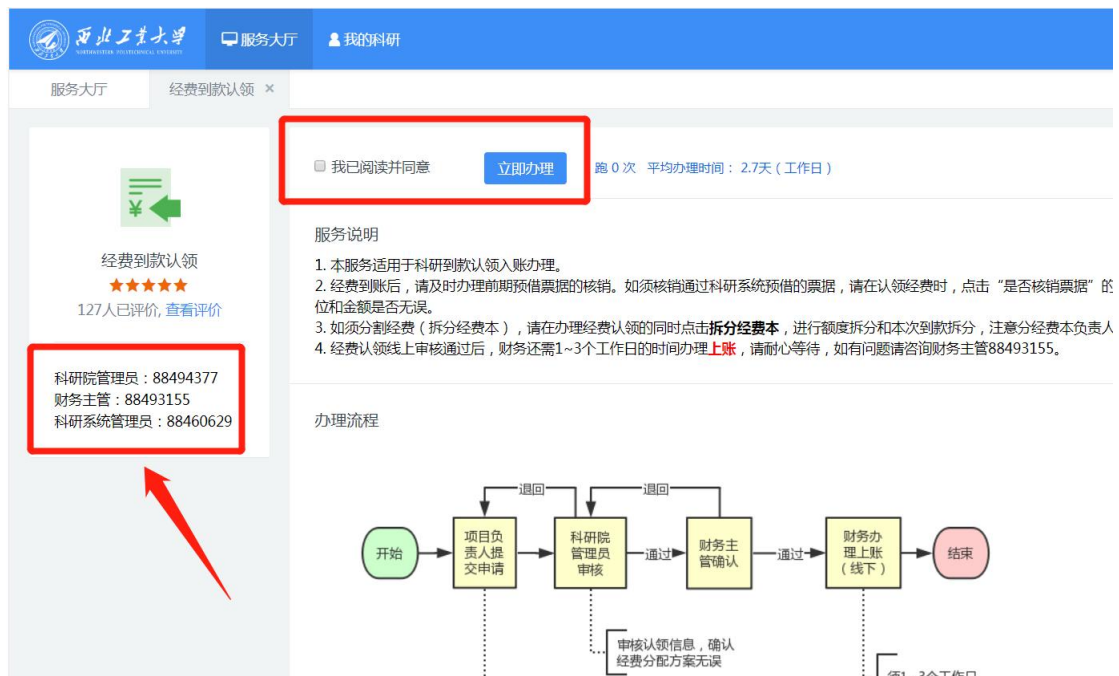 西北工业大学
NORTHWESTERN POLYTECHNICAL UNIVERSITY
服务大厅
我的科研
服务大厅
经费到款认领 ×
我已阅读并同意
立即办理
跑 0 次 平均办理时间： 2.7天（工作日）
¥
经费到款认领
127人已评价, 查看评价
科研院管理员：88494377
财务主管：88493155
科研系统管理员：88460629
服务说明
1. 本服务适用于科研到款认领入账办理。
2. 经费到账后，请及时办理前期预借票据的核销。如须核销通过科研系统预借的票据，请在认领经费时，点击“是否核销票据”的
位和金额是否无误。
3. 如须分割经费（拆分经费本），请在办理经费认领的同时点击拆分经费本，进行额度拆分和本次到款拆分，注意分经费本负责人
4. 经费认领线上审核通过后，财务还需1~3个工作日的时间办理上账，请耐心等待，如有问题请咨询财务主管88493155。
办理流程
退回
退回
开始
项目负
责人提
交申请
科研院
管理员
审核
通过
财务主
管确认
通过
财务办
理上账
（线下）
结束
审核认领信息，确认
经费分配方案无误
须1~3个工作日